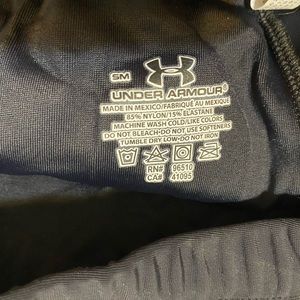 SM
UNDER ARMOUR
MADE IN MEXICO/FABRIQUÉ AU MEXIQUE
85% NYLON/15% ELASTANE
MACHINE WASH COLD/LIKE COLORS
DO NOT BLEACH-DO NOT USE SOFTENERS
TUMBLE DRY LOW-DO NOT IRON
RN# 96510
CA# 41095